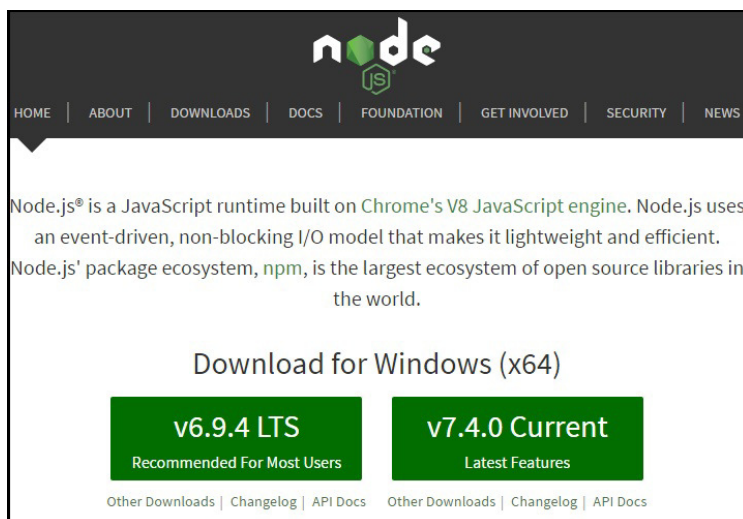 node
JS®
HOME | ABOUT | DOWNLOADS | DOCS | FOUNDATION | GET INVOLVED | SECURITY | NEWS
Node.js® is a JavaScript runtime built on Chrome's V8 JavaScript engine. Node.js uses
an event-driven, non-blocking I/O model that makes it lightweight and efficient.
Node.js' package ecosystem, npm, is the largest ecosystem of open source libraries in
the world.
Download for Windows (x64)
v6.9.4 LTS v7.4.0 Current
Recommended For Most Users Latest Features
Other Downloads | Changelog | API Docs Other Downloads | Changelog | API Docs